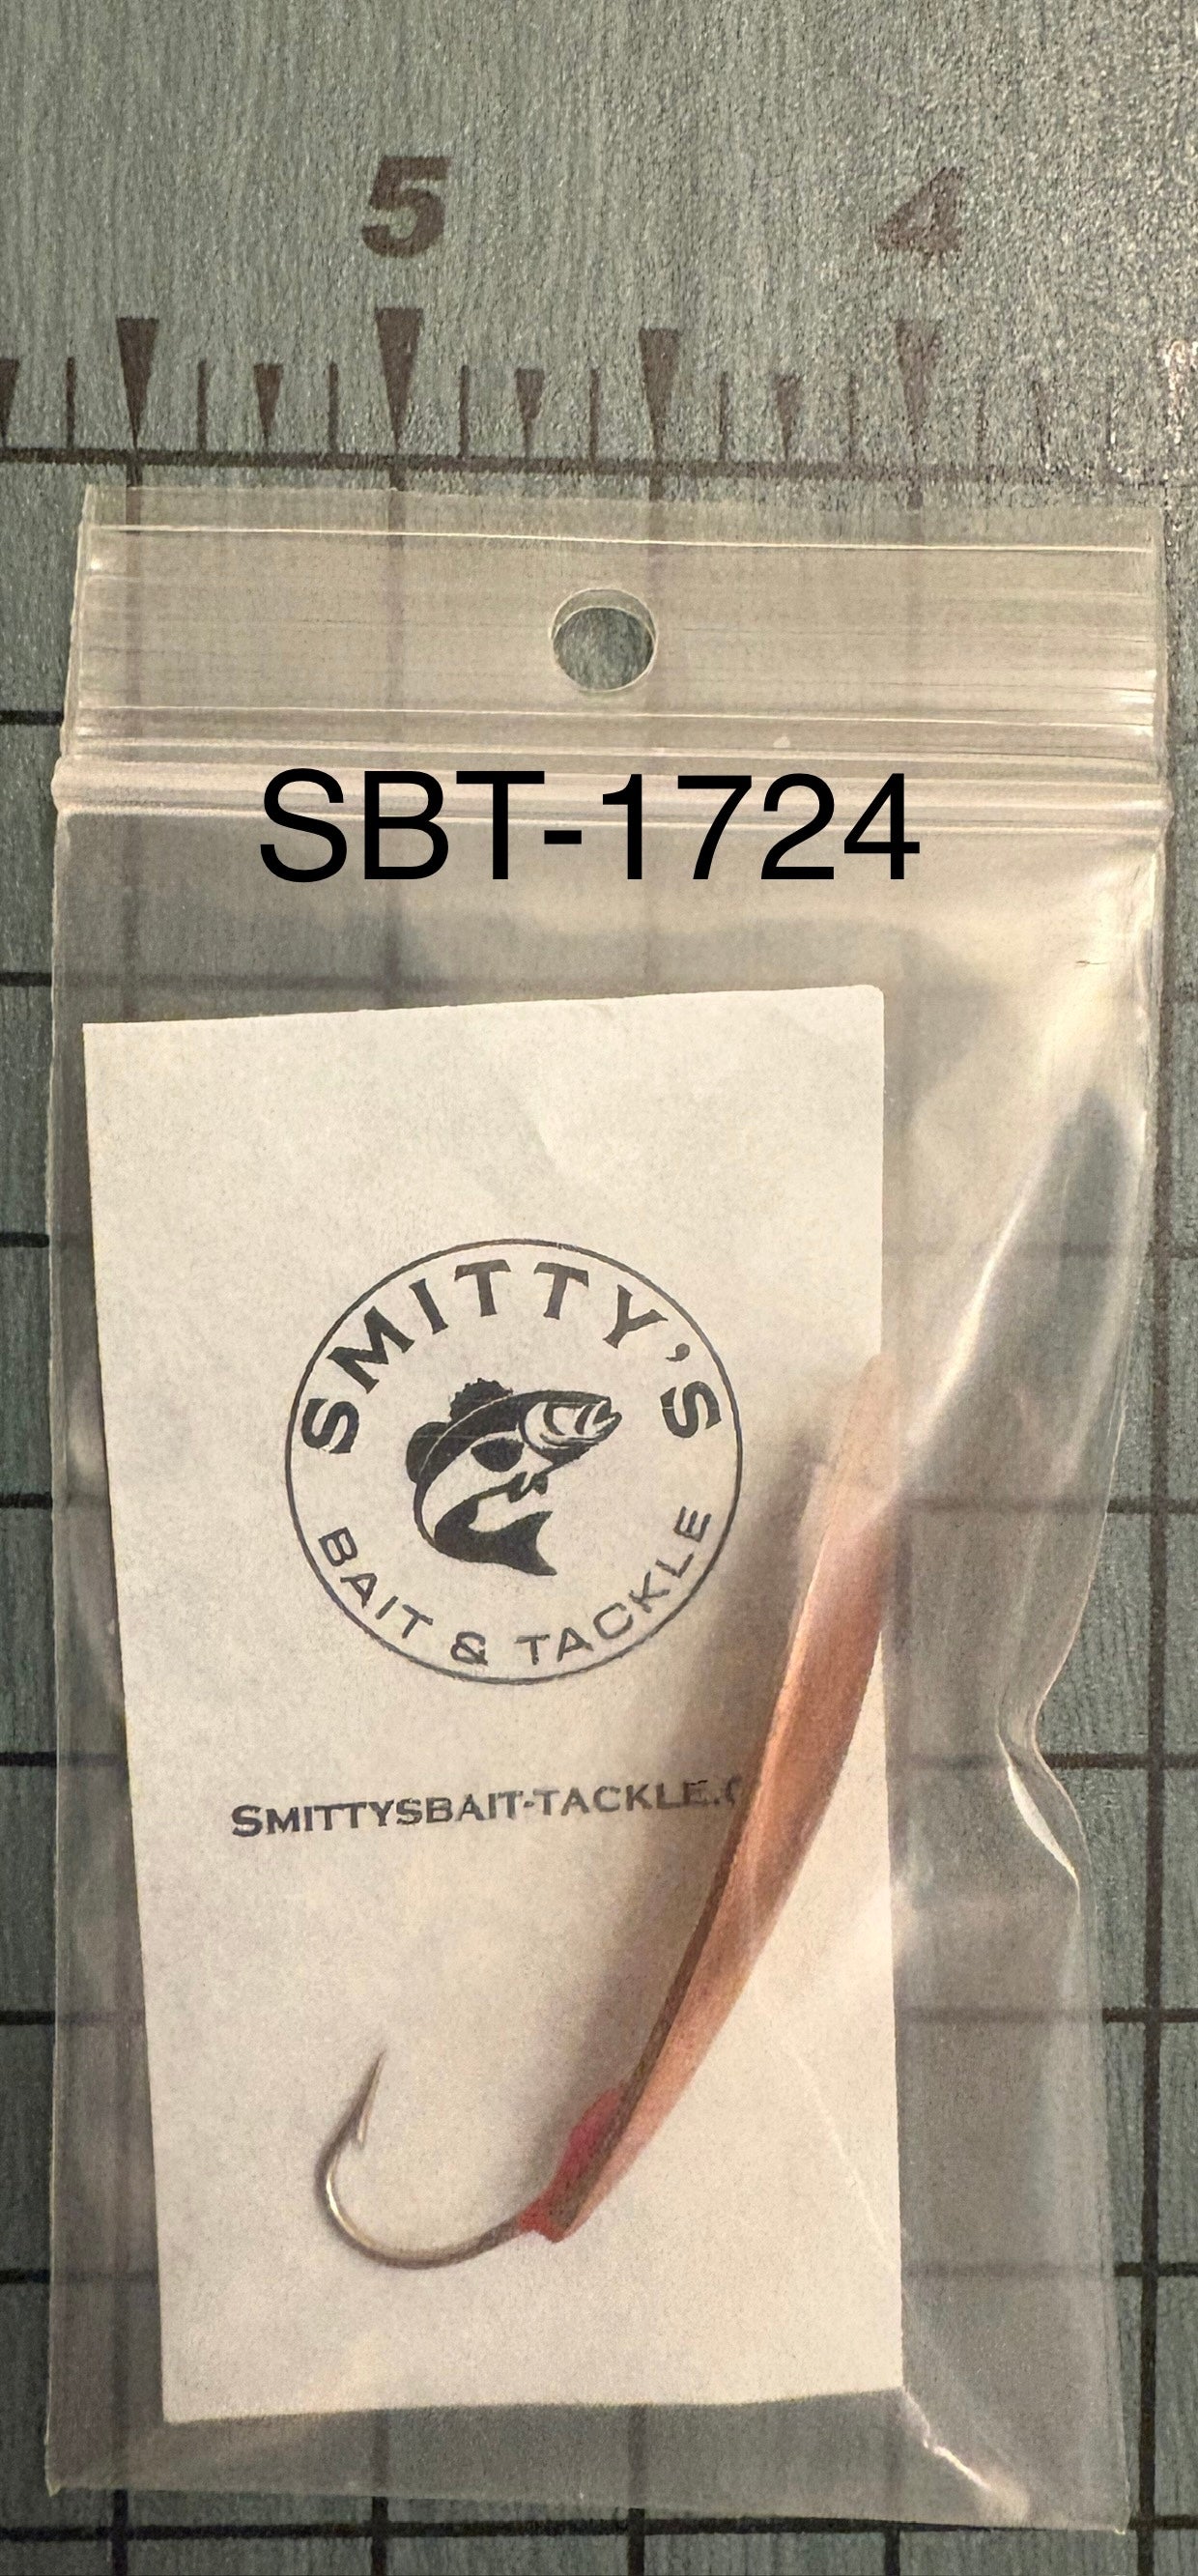 5 4
SBT-1724
SMITTY'S
BAIT & TACKLE
SMITTYSBAIT-TACKLE.